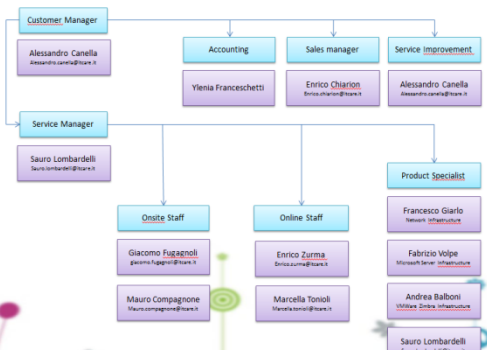 Customer Manager
Alessandro Canella
Alessandro.canella@itcare.it
Accounting
Ylenia Franceschetti
Sales manager
Enrico Chiarion
Enrico.chiarion@itcare.it
Service Improvement
Alessandro Canella
Alessandro.canella@itcare.it
Service Manager
Sauro Lombardelli
Sauro.lombardelli@itcare.it
Onsite Staff
Giacomo Fugagnoli
giacomo.fugagnoli@itcare.it
Mauro Compagnone
Mauro.compagnone@itcare.it
Online Staff
Enrico Zurma
Enrico.zurma@itcare.it
Marcella Tonioli
Marcella.tonioli@itcare.it
Product Specialist
Francesco Giarlo
Network Infrastructure
Fabrizio Volpe
Microsoft Server Infrastructure
Andrea Balboni
VMWare Zimbra Infrastructure
Sauro Lombardelli